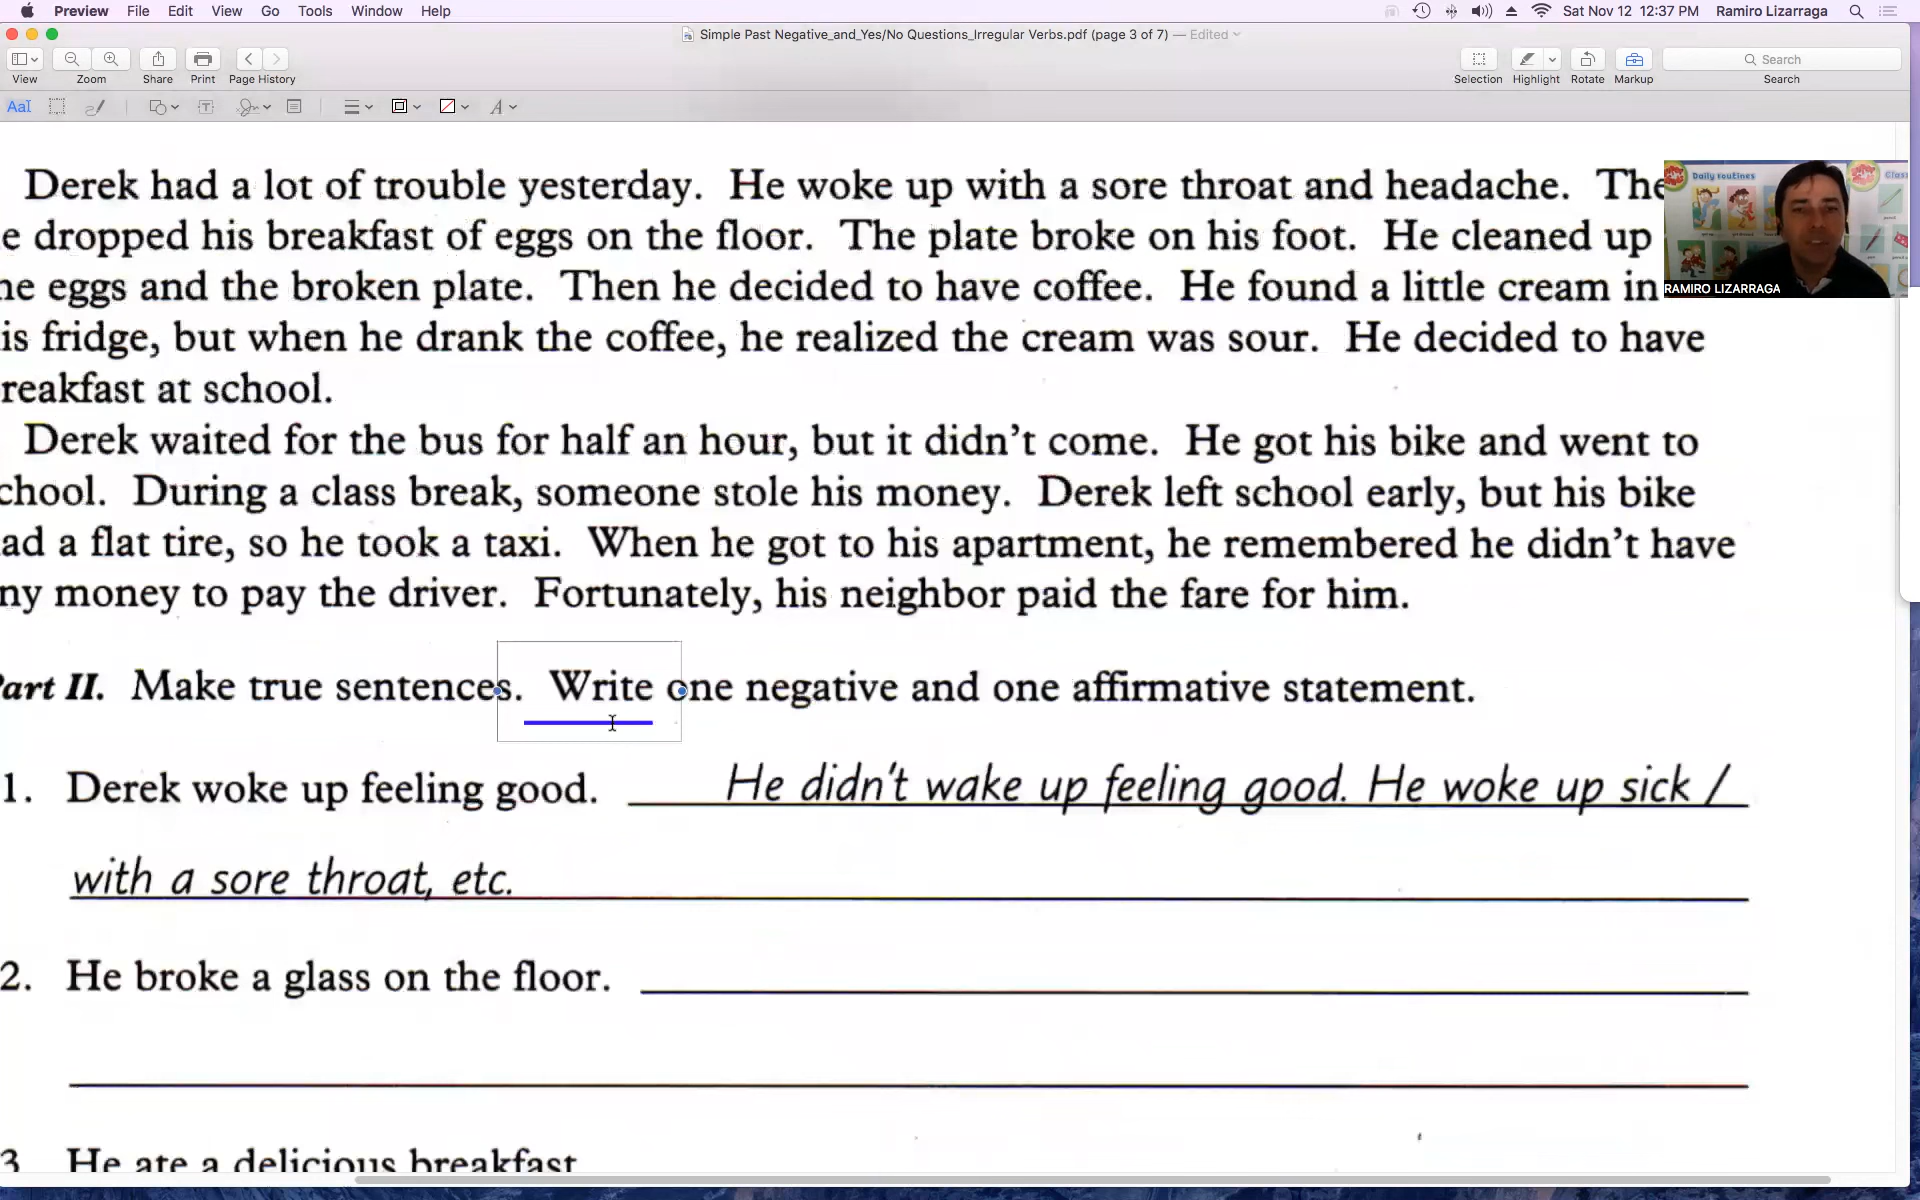 Preview File Edit View Go Tools Window Help Sat Nov 12 12:37 PM Ramiro Lizarraga
Simple Past Negative_and_Yes/No Questions_Irregular Verbs.pdf (page 3 of 7) — Edited
View Zoom Share Print Page History Selection Highlight Rotate Markup Search
Search
AaI A
Derek had a lot of trouble yesterday. He woke up with a sore throat and headache. The
e dropped his breakfast of eggs on the floor. The plate broke on his foot. He cleaned up
he eggs and the broken plate. Then he decided to have coffee. He found a little cream in
is fridge, but when he drank the coffee, he realized the cream was sour. He decided to have
reakfast at school.
Derek waited for the bus for half an hour, but it didn't come. He got his bike and went to
chool. During a class break, someone stole his money. Derek left school early, but his bike
ad a flat tire, so he took a taxi. When he got to his apartment, he remembered he didn't have
ny money to pay the driver. Fortunately, his neighbor paid the fare for him.
Daily routines
RAMIRO LIZARRAGA
Part II. Make true sentences. Write one negative and one affirmative statement.
1. Derek woke up feeling good. He didn't wake up feeling good. He woke up sick /
with a sore throat, etc.
2. He broke a glass on the floor.
3 He ate a delicious breakfast